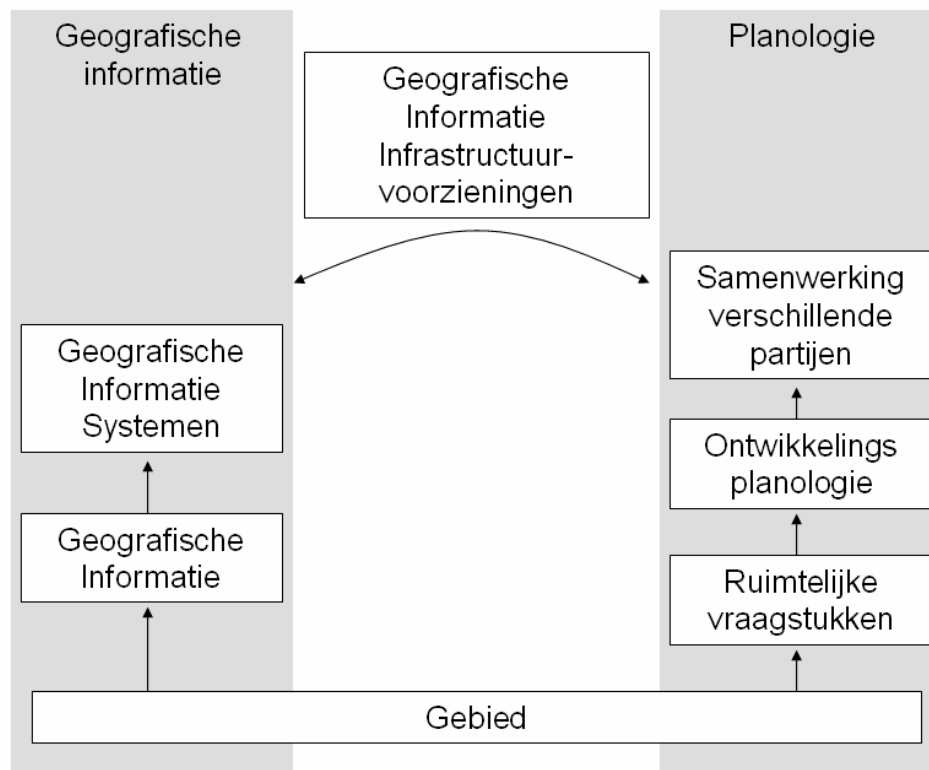 Geografische
informatie
Planologie
Geografische
Informatie
Infrastructuur-
voorzieningen
Samenwerking
verschillende
partijen
Geografische
Informatie
Systemen
Ontwikkelings
planologie
Geografische
Informatie
Ruimtelijke
vraagstukken
Gebied